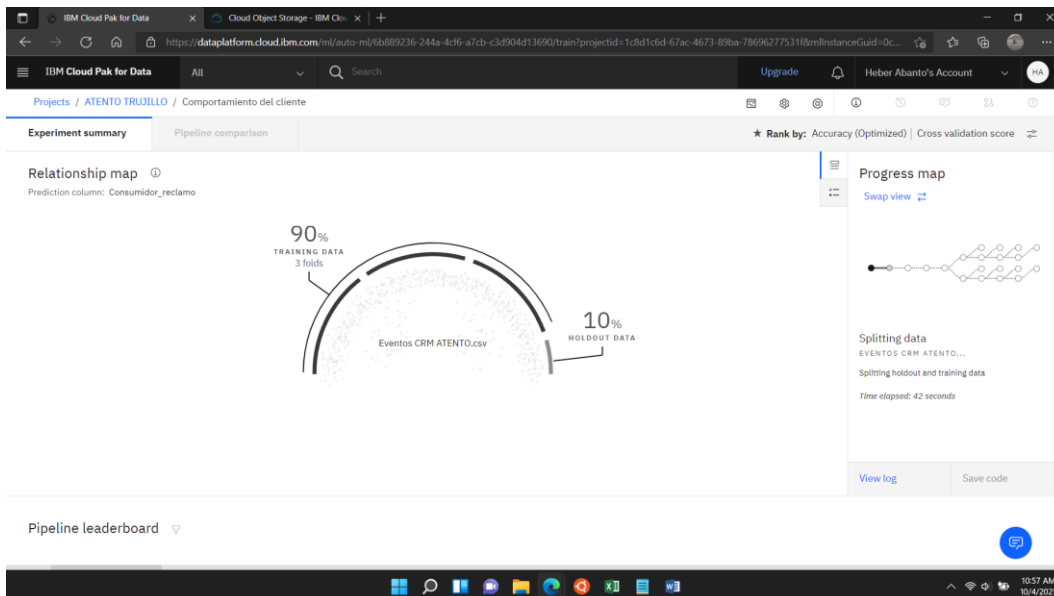 IBM Cloud Pak for Data
Cloud Object Storage - IBM Clo
https://dataplatform.cloud.ibm.com/ml/auto-ml/6b889236-244a-4cf6-a7cb-c3d904d13690/train?projectid=1c8d1c6d-67ac-4673-89ba-78696277531f&mlInstanceGuid=0c...
IBM Cloud Pak for Data
All
Search
Upgrade
Heber Abanto's Account
HA
Projects / ATENTO TRUJILLO / Comportamiento del cliente
Experiment summary
Pipeline comparison
Rank by: Accuracy (Optimized) | Cross validation score
Relationship map
Prediction column: Consumidor_reclamo
90%
TRAINING DATA
3 folds
Eventos CRM ATENTO.csv
10%
HOLDOUT DATA
Progress map
Swap view
Splitting data
EVENTOS CRM ATENTO...
Splitting holdout and training data
Time elapsed: 42 seconds
View log
Save code
Pipeline leaderboard
10:57 AM